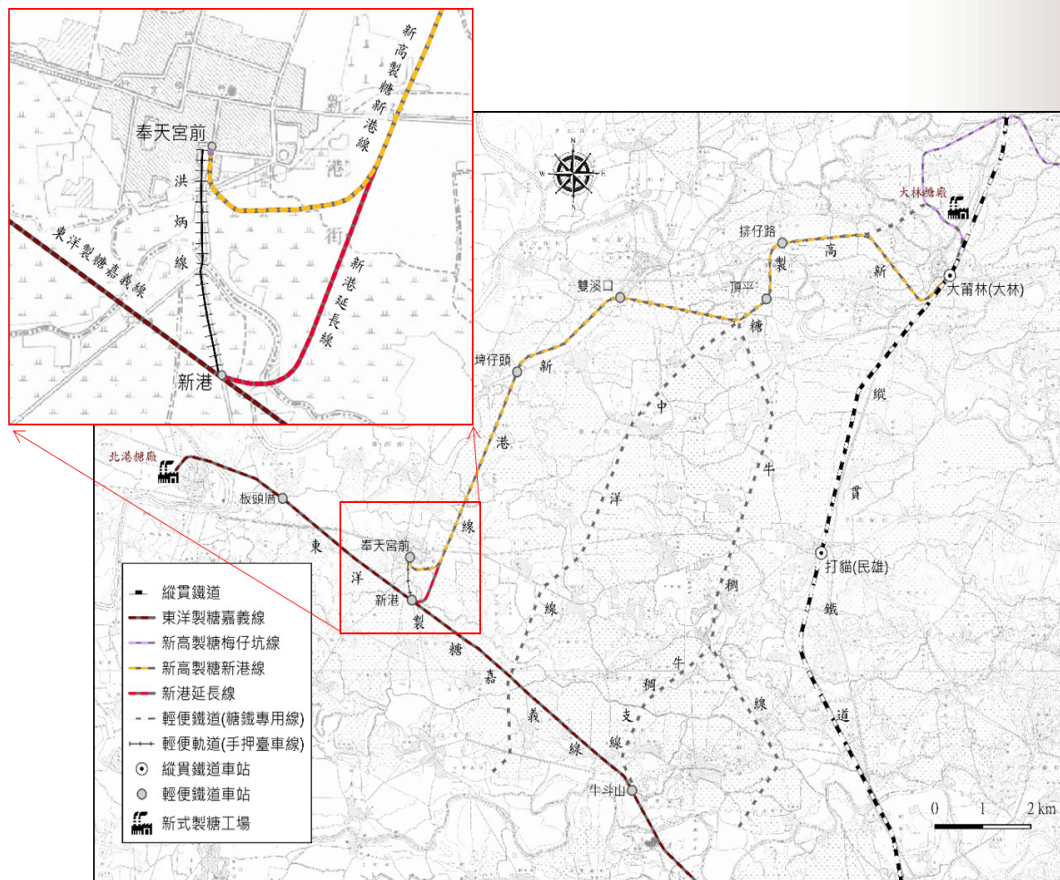 新高製糖新港線
新港街
奉天宮前
洪炳線
東洋製糖嘉義線
新港延長線
新港
N
W
E
S
大林糖廠
排仔路
頂平
雙溪口
大莆林(大林)
埤仔頭
新高製糖新港線
中洋線
牛稠線
牛稠支線
縱貫鐵道
北港糖廠
板頭厝
奉天宮前
新港
東洋製糖嘉義線
打貓(民雄)
牛斗山
縱貫鐵道
東洋製糖嘉義線
新高製糖梅仔坑線
新高製糖新港線
新港延長線
輕便鐵道(糖鐵專用線)
輕便軌道(手押臺車線)
縱貫鐵道車站
輕便鐵道車站
新式製糖工場
0 1 2 km